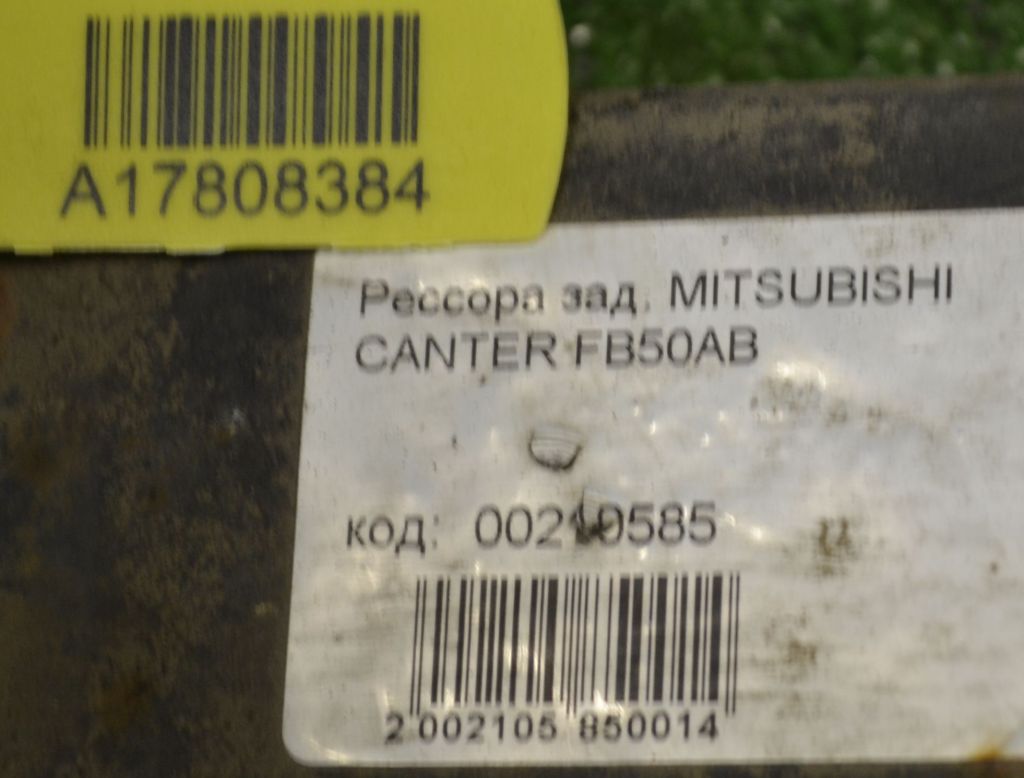 A17808384
Рессора зад. MITSUBISHI
CANTER FB50AB
код: 00210585
2 002105 850014